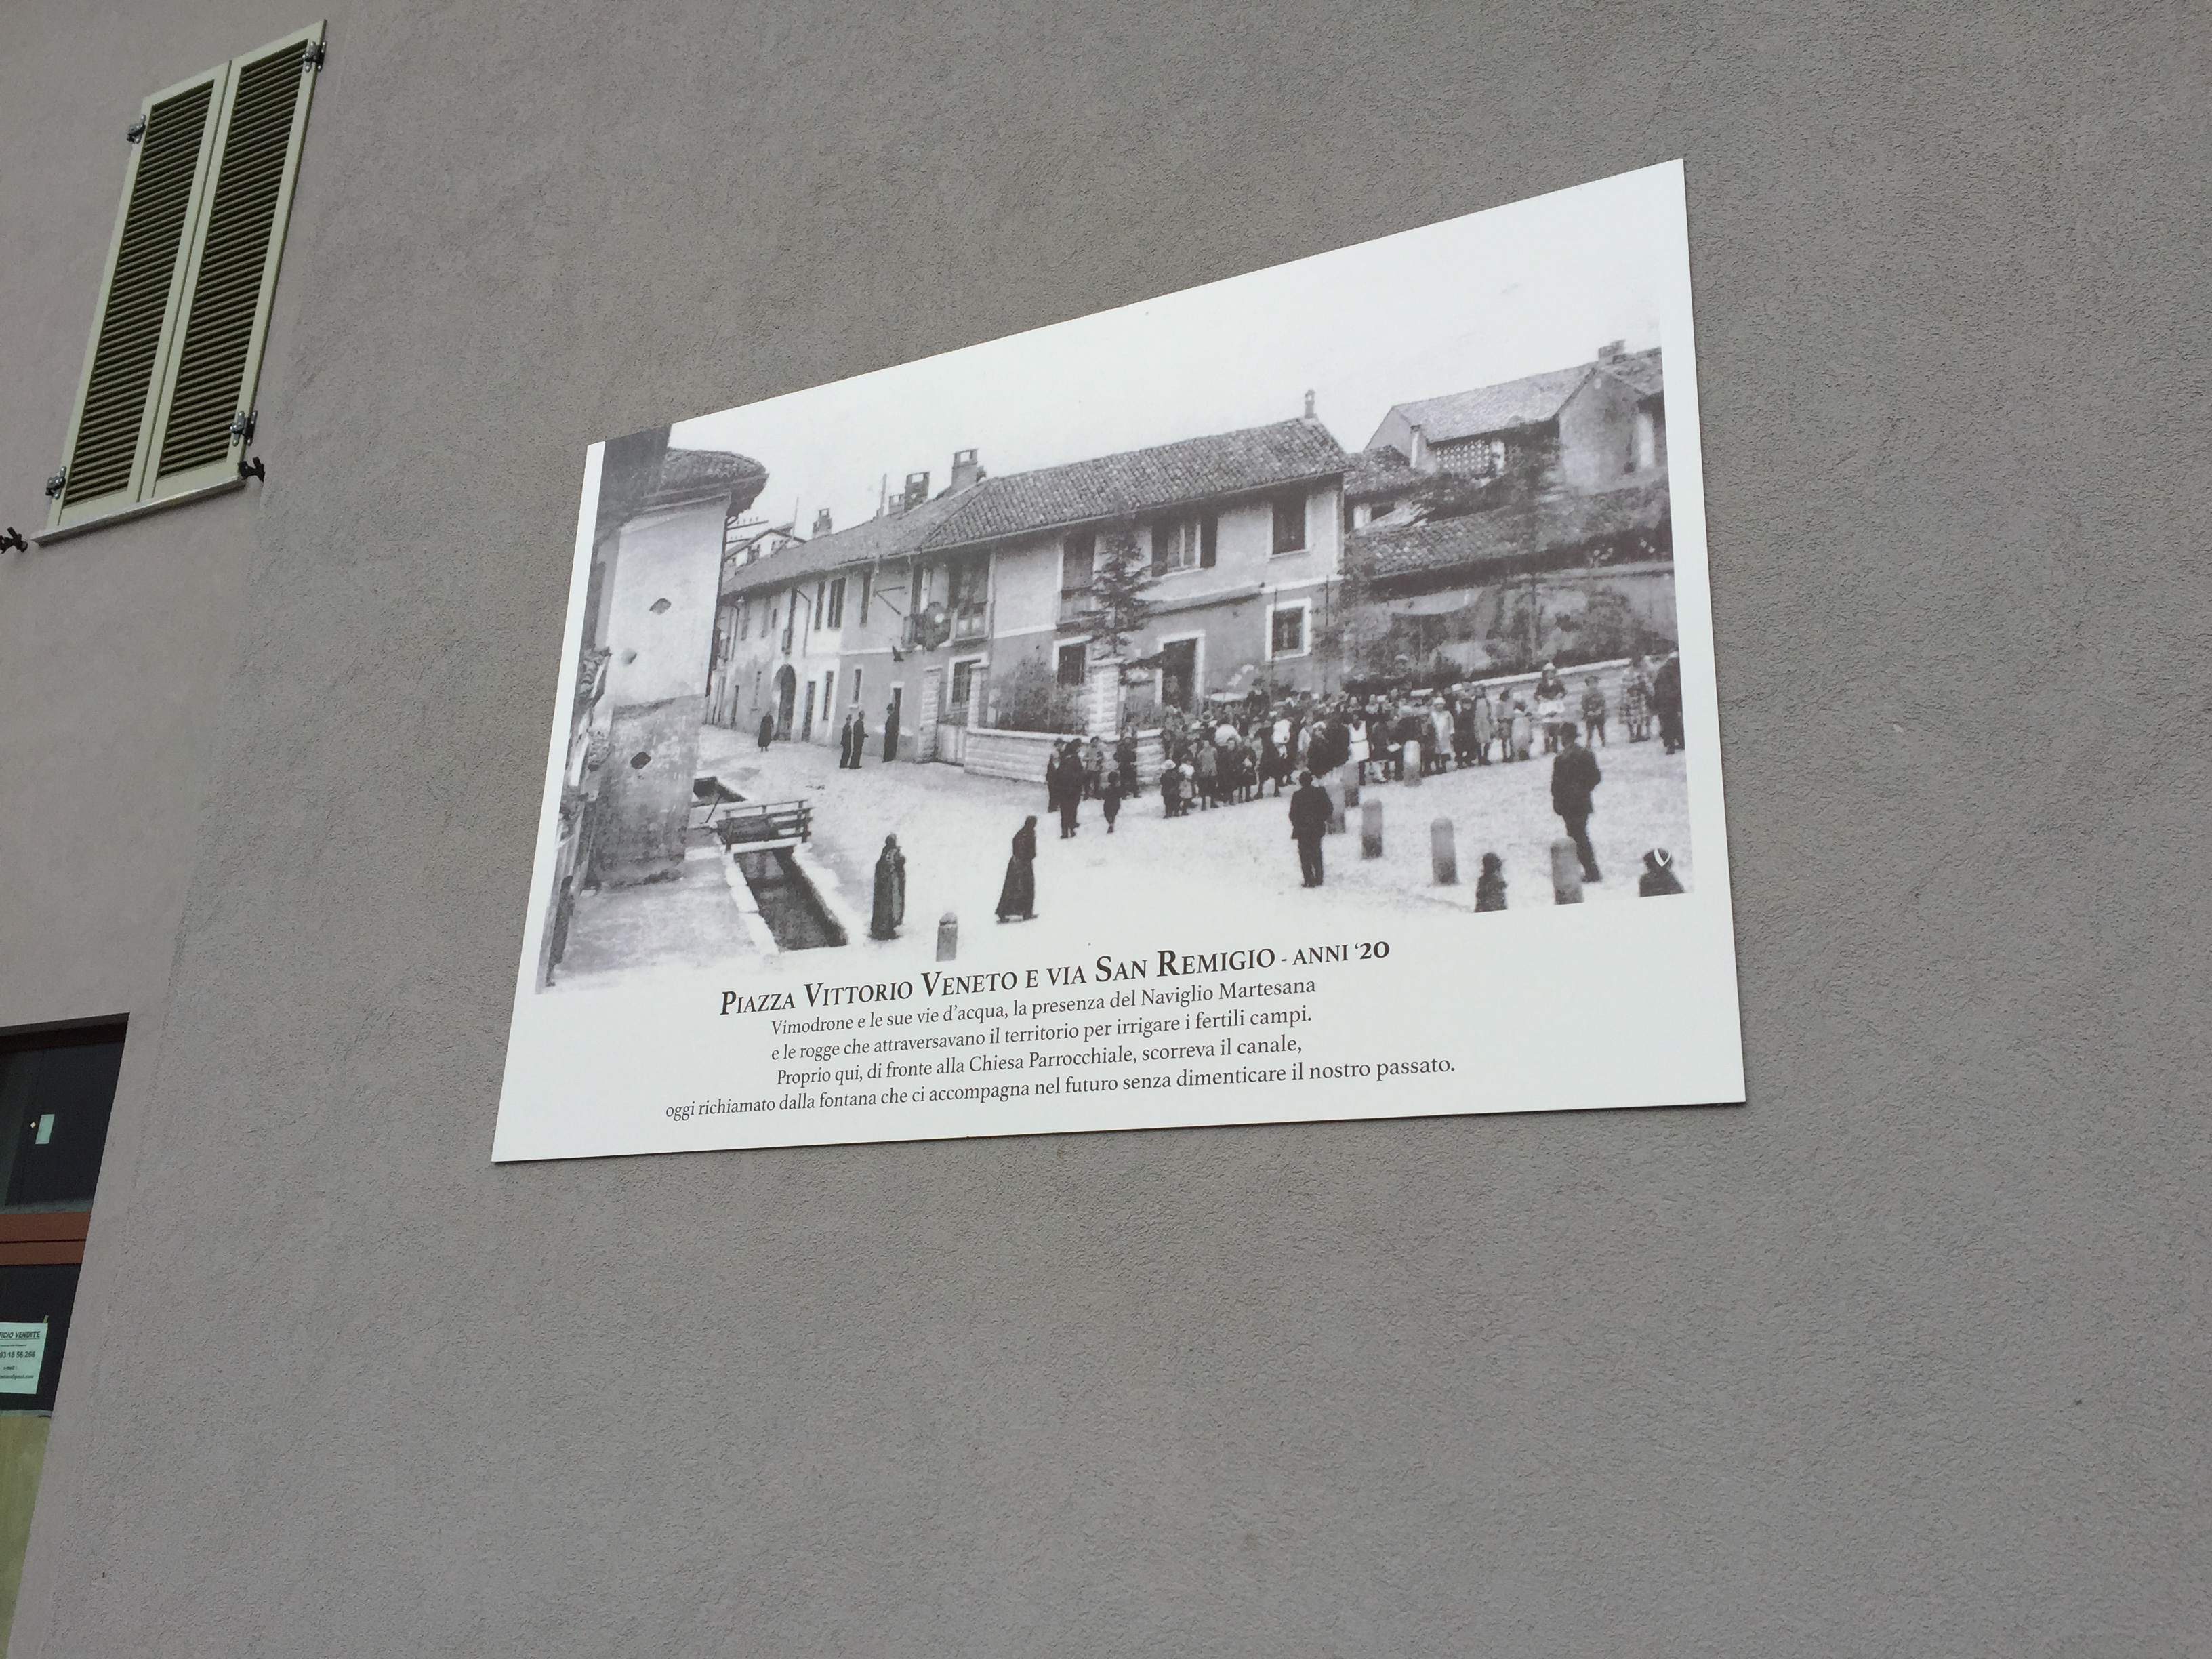 PIAZZA VITTORIO VENETO E VIA SAN REMIGIO - ANNI '20
Vimodrone e le sue vie d'acqua, la presenza del Naviglio Martesana
e le rogge che attraversavano il territorio per irrigare i fertili campi.
Proprio qui, di fronte alla Chiesa Parrocchiale, scorreva il canale,
oggi richiamato dalla fontana che ci accompagna nel futuro senza dimenticare il nostro passato.
VENDITE